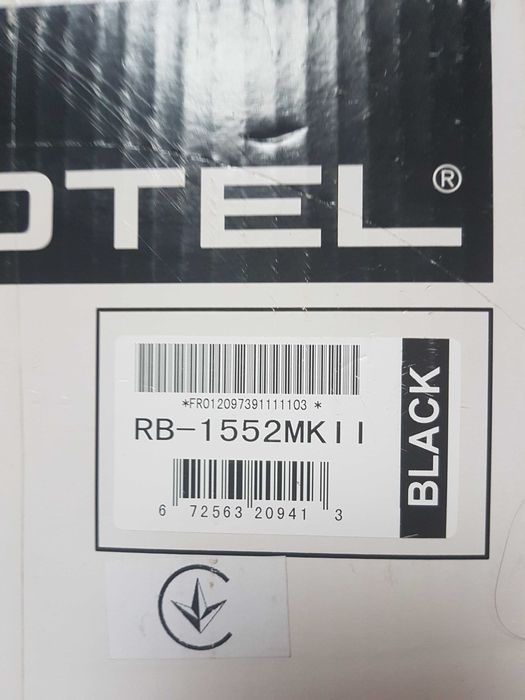 OTEL®
*FR012097391111103 *
RB-1552MKII
BLACK
6 72563 20941 3